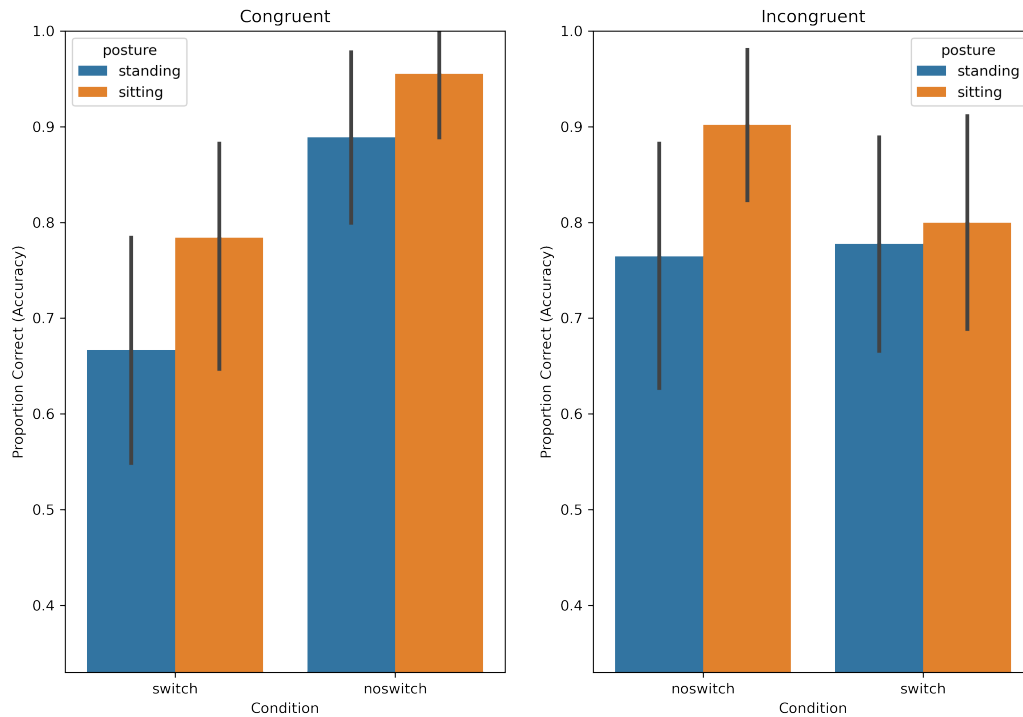 Congruent
Proportion Correct (Accuracy)
1.0
0.9
0.8
0.7
0.6
0.5
0.4
posture
standing
sitting
switch
noswitch
Condition
Incongruent
Proportion Correct (Accuracy)
1.0
0.9
0.8
0.7
0.6
0.5
0.4
posture
standing
sitting
noswitch
switch
Condition